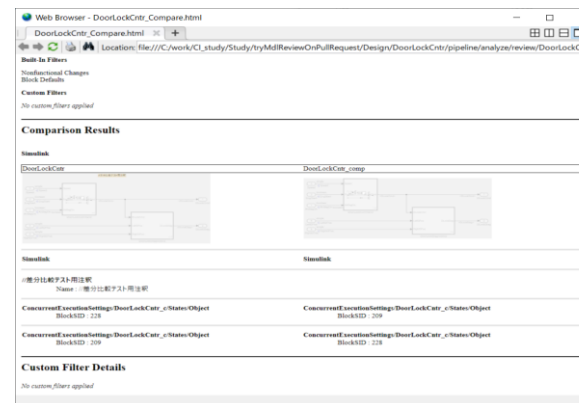 Web Browser - DoorLockCntr_Compare.html
DoorLockCntr_Compare.html
Location: file:///C:/work/CI_study/Study/tryMdlReviewOnPullRequest/Design/DoorLockCntr/pipeline/analyze/review/DoorLockC
Built-In Filters
Nonfunctional Changes
Block Defaults
Custom Filters
No custom filters applied
Comparison Results
Simulink
DoorLockCntr DoorLockCntr_comp
Simulink Simulink
//差分比較テスト用注釈
Name : //差分比較テスト用注釈
ConcurrentExecutionSettings/DoorLockCntr_c/States/Object ConcurrentExecutionSettings/DoorLockCntr_c/States/Object
BlockSID : 228 BlockSID : 209
ConcurrentExecutionSettings/DoorLockCntr_c/States/Object ConcurrentExecutionSettings/DoorLockCntr_c/States/Object
BlockSID : 209 BlockSID : 228
Custom Filter Details
No custom filters applied